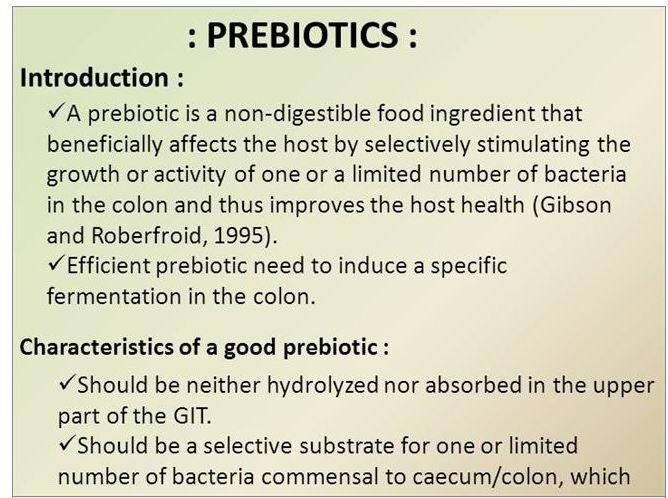 : PREBIOTICS :
Introduction :
✓A prebiotic is a non-digestible food ingredient that
beneficially affects the host by selectively stimulating the
growth or activity of one or a limited number of bacteria
in the colon and thus improves the host health (Gibson
and Roberfroid, 1995).
✓Efficient prebiotic need to induce a specific
fermentation in the colon.
Characteristics of a good prebiotic :
✓Should be neither hydrolyzed nor absorbed in the upper
part of the GIT.
✓Should be a selective substrate for one or limited
number of bacteria commensal to caecum/colon, which